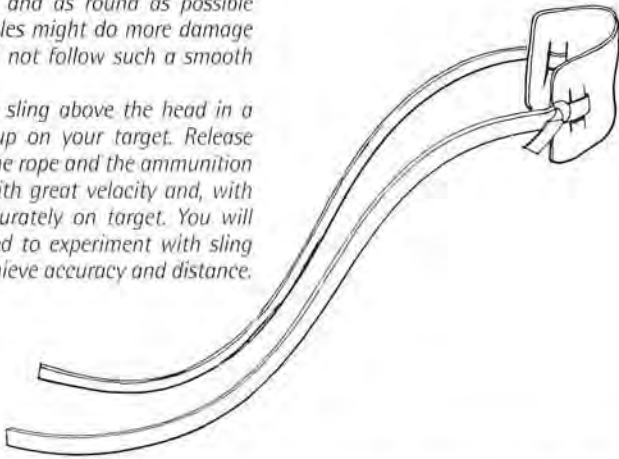 and as round as possible
les might do more damage
not follow such a smooth
sling above the head in a
up on your target. Release
e rope and the ammunition
ith great velocity and, with
urately on target. You will
d to experiment with sling
ieve accuracy and distance.